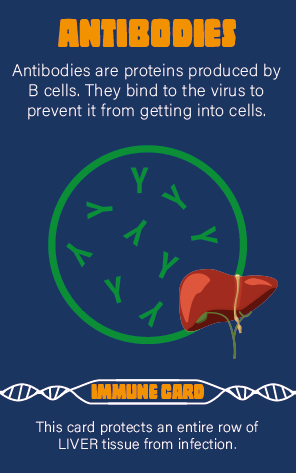 ANTIBODIES
Antibodies are proteins produced by
B cells. They bind to the virus to
prevent it from getting into cells.
IMMUNE CARD
This card protects an entire row of
LIVER tissue from infection.